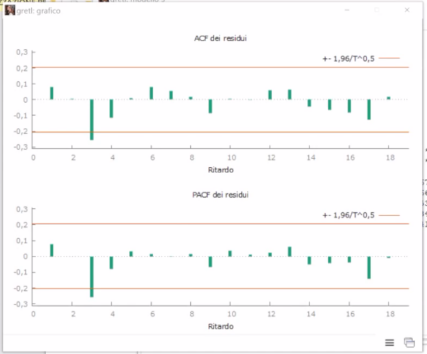 gretl: grafico
ACF dei residui
+- 1,96/T^0,5
0,3
0,2
0,1
0
-0,1
-0,2
-0,3
0 2 4 6 8 10 12 14 16 18
Ritardo
PACF dei residui
+- 1,96/T^0,5
0,3
0,2
0,1
0
-0,1
-0,2
-0,3
0 2 4 6 8 10 12 14 16 18
Ritardo